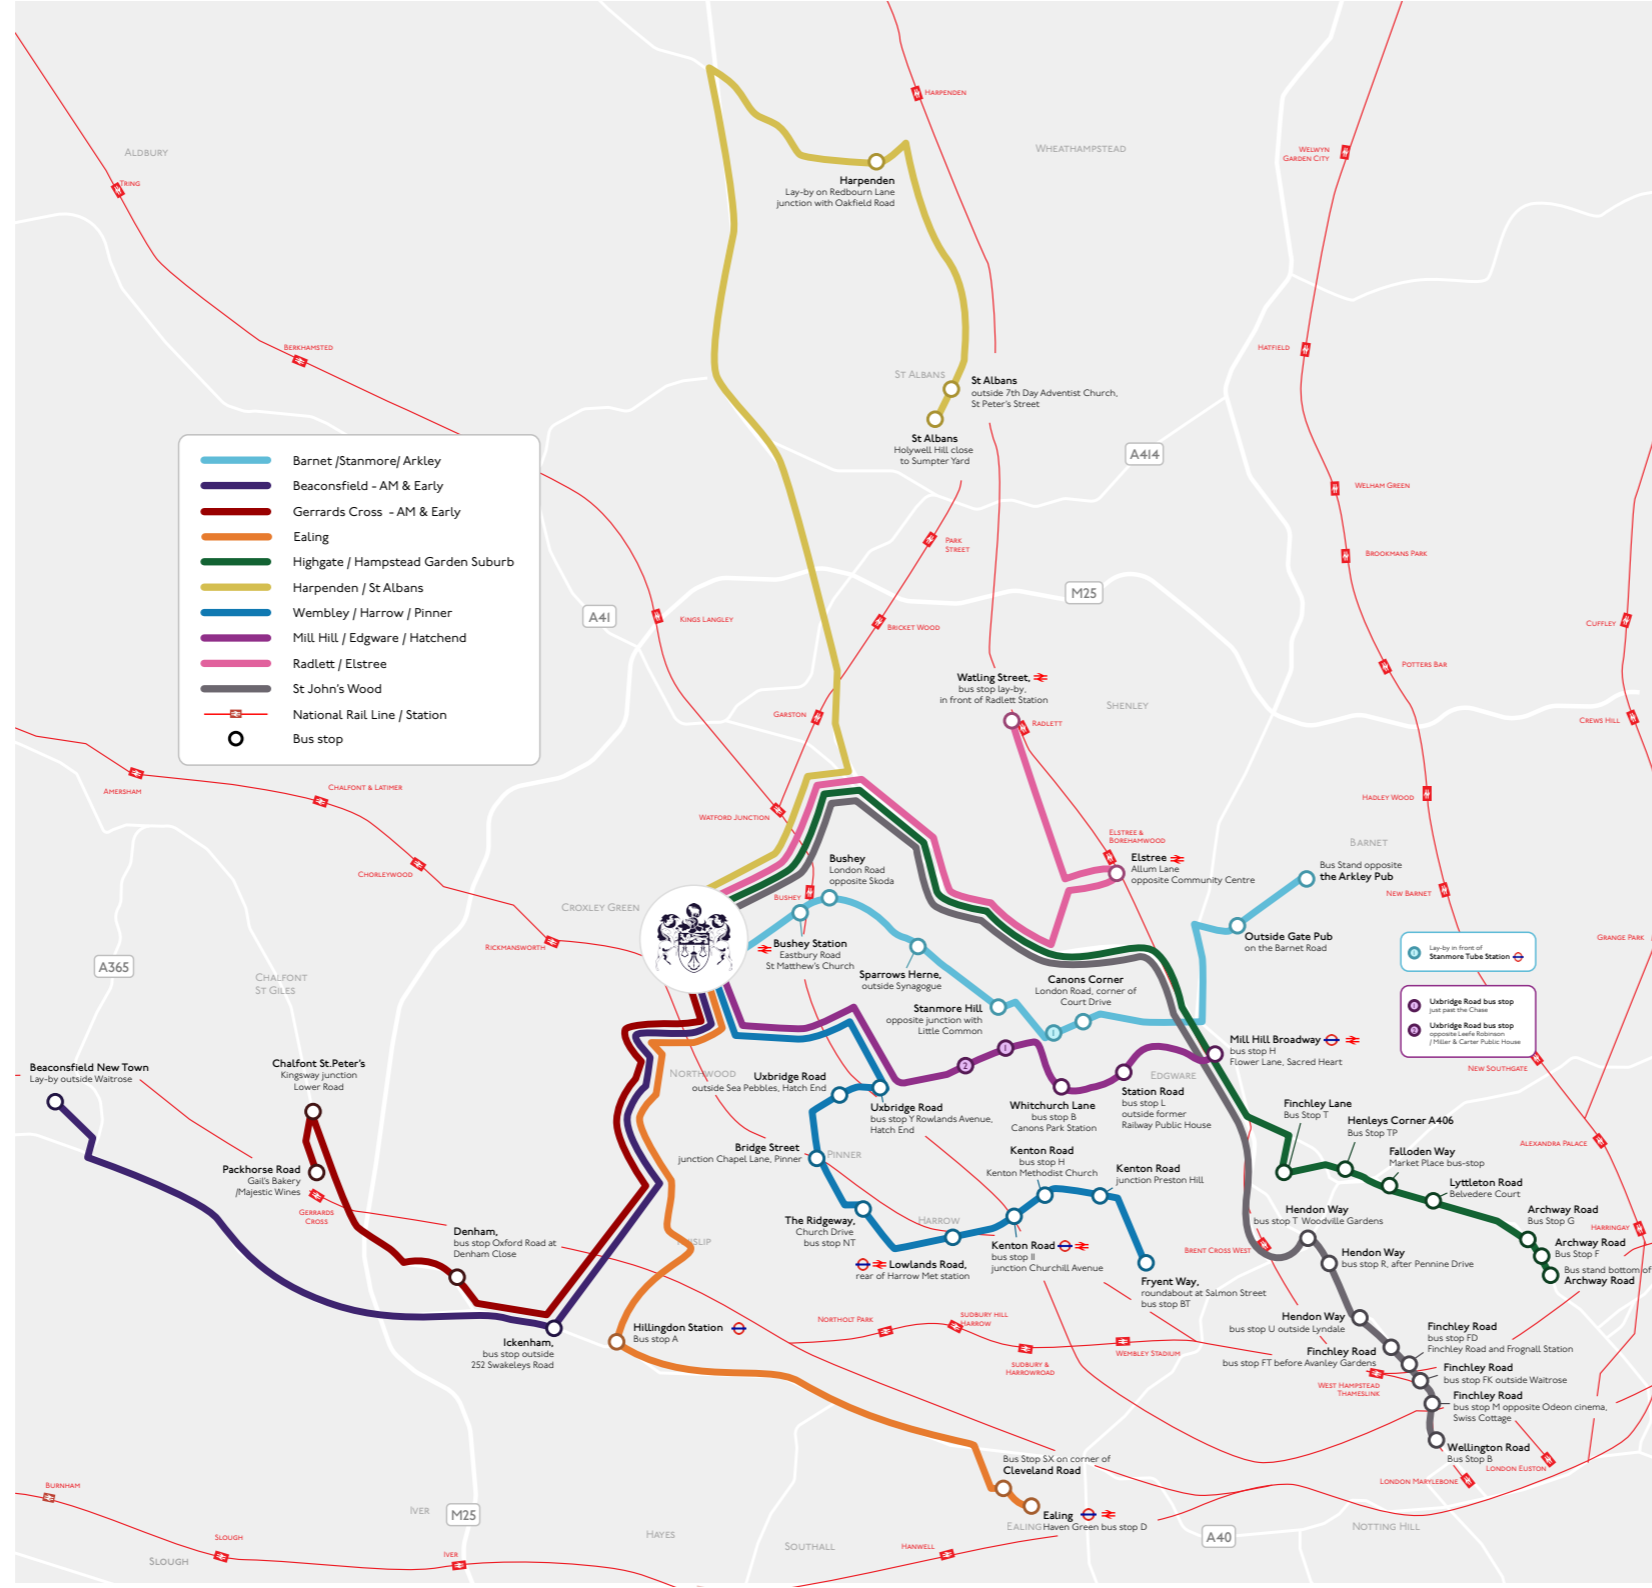 HARPENDEN
ALDBURY
WHEATHAMPSTEAD
WELWYN
GARDEN CITY
TRING
Harpenden
Lay-by on Redbourn Lane
junction with Oakfield Road
BERKHAMSTED
HATFIELD
ST ALBANS
St Albans
outside 7th Day Adventist Church,
St Peter's Street
St Albans
Holywell Hill close
to Sumpter Yard
A414
Barnet /Stanmore/ Arkley
Beaconsfield - AM & Early
Gerrards Cross - AM & Early
Ealing
Highgate / Hampstead Garden Suburb
Harpenden / St Albans
Wembley / Harrow / Pinner
Mill Hill / Edgware / Hatchend
Radlett / Elstree
St John's Wood
National Rail Line / Station
Bus stop
WELHAM GREEN
PARK
STREET
BROOKMANS PARK
M25
A41
KINGS LANGLEY
BRICKET WOOD
CUFFLEY
POTTERS BAR
Watling Street,
bus stop lay-by,
in front of Radlett Station
SHENLEY
GARSTON
RADLETT
CREWS HILL
AMERSHAM
CHALFONT & LATIMER
WATFORD JUNCTION
HADLEY WOOD
ELSTREE &
BOREHAMWOOD
BARNET
CHORLEYWOOD
Bushey
London Road
opposite Skoda
Elstree
Allum Lane
opposite Community Centre
Bus Stand opposite
the Arkley Pub
NEW BARNET
CROXLEY GREEN
BUSHEY
RICKMANSWORTH
Bushey Station
Eastbury Road
St Matthew's Church
Outside Gate Pub
on the Barnet Road
GRANGE PARK
1
Lay-by in front of
Stanmore Tube Station
A365
CHALFONT
ST GILES
Sparrows Herne,
outside Synagogue
Canons Corner
London Road, corner of
Court Drive
Stanmore Hill
opposite junction with
Little Common
1
1
2
Uxbridge Road bus stop
just past the Chase
Uxbridge Road bus stop
opposite Leefe Robinson
/ Miller & Carter Public House
Mill Hill Broadway
bus stop H
Flower Lane, Sacred Heart
NEW SOUTHGATE
Beaconsfield New Town
Lay-by outside Waitrose
Chalfont St.Peter's
Kingsway junction
Lower Road
NORTHWOOD
Uxbridge Road
outside Sea Pebbles, Hatch End
EDGWARE
Uxbridge Road
bus stop Y Rowlands Avenue,
Hatch End
Whitchurch Lane
bus stop B
Canons Park Station
Station Road
bus stop L
outside former
Railway Public House
Finchley Lane
Bus Stop T
Henleys Corner A406
Bus Stop TP
ALEXANDRA PALACE
Bridge Street
junction Chapel Lane, Pinner
PINNER
Kenton Road
bus stop H
Kenton Methodist Church
Kenton Road
junction Preston Hill
Falloden Way
Market Place bus-stop
Packhorse Road
Gail's Bakery
/Majestic Wines
GERRARDS
CROSS
Lyttleton Road
Belvedere Court
Denham,
bus stop Oxford Road at
Denham Close
The Ridgeway,
Church Drive
bus stop NT
HARROW
Hendon Way
bus stop T Woodville Gardens
Archway Road
Bus Stop G
HARRINGAY
Kenton Road
bus stop II
junction Churchill Avenue
BRENT CROSS WEST
Hendon Way
bus stop R, after Pennine Drive
Archway Road
Bus Stop F
Bus stand bottom of
Archway Road
Lowlands Road,
rear of Harrow Met station
Fryent Way,
roundabout at Salmon Street
bus stop BT
Ickenham,
bus stop outside
252 Swakeleys Road
Hillingdon Station
Bus stop A
NORTHOLT PARK
SUDBURY HILL
HARROW
SUDBURY &
HARROWROAD
WEMBLEY STADIUM
Hendon Way
bus stop U outside Lyndale
Finchley Road
bus stop FT before Avanley Gardens
Finchley Road
bus stop FD
Finchley Road and Frognall Station
Finchley Road
bus stop FK outside Waitrose
WEST HAMPSTEAD
THAMESLINK
Finchley Road
bus stop M opposite Odeon cinema,
Swiss Cottage
Wellington Road
Bus Stop B
LONDON EUSTON
LONDON MARYLEBONE
Bus Stop SX on corner of
Cleveland Road
BURNHAM
Ealing
EALING Haven Green bus stop D
IVER
M25
HAYES
SOUTHALL
HANWELL
A40
NOTTING HILL
SLOUGH
SLOUGH
IVER